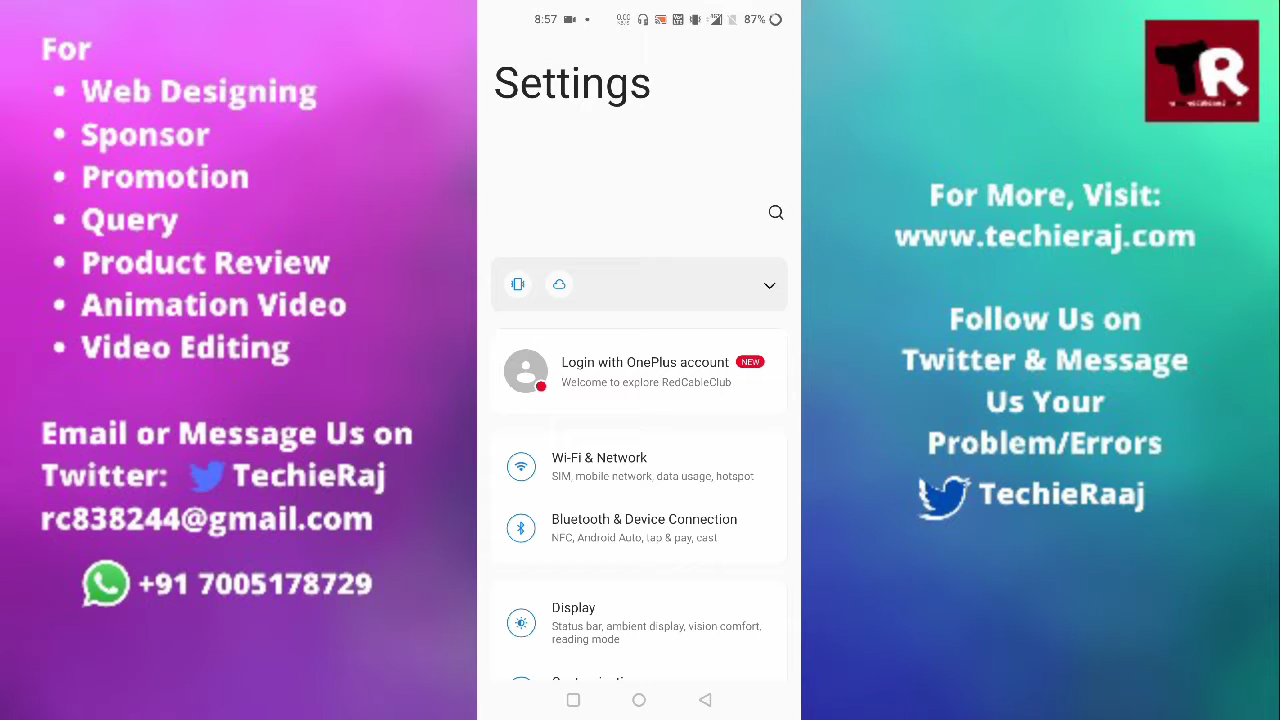 For
• Web Designing
• Sponsor
• Promotion
• Query
• Product Review
• Animation Video
• Video Editing
Email or Message Us on
Twitter: TechieRaj
rc838244@gmail.com
+91 7005178729
8:57
87%
Settings
Login with OnePlus account NEW
Welcome to explore RedCableClub
Wi-Fi & Network
SIM, mobile network, data usage, hotspot
Bluetooth & Device Connection
NFC, Android Auto, tap & pay, cast
Display
Status bar, ambient display, vision comfort,
reading mode
TR
For More, Visit:
www.techieraj.com
Follow Us on
Twitter & Message
Us Your
Problem/Errors
TechieRaaj